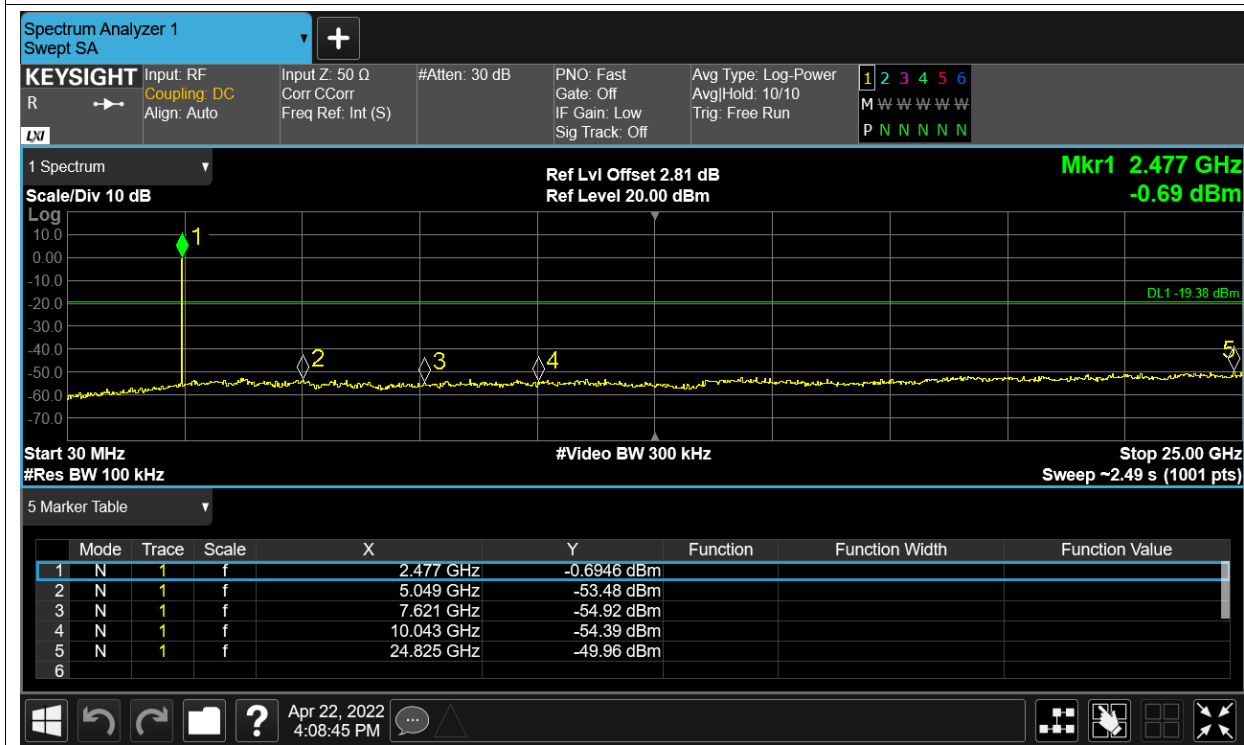 Spectrum Analyzer 1
Swept SA
+
KEYSIGHT Input: RF Input Z: 50 Ω #Atten: 30 dB PNO: Fast Avg Type: Log-Power 1 2 3 4 5 6
R Coupling: DC Corr CCorr Gate: Off Avg|Hold: 10/10 M W W W W W W
Align: Auto Freq Ref: Int (S) IF Gain: Low Trig: Free Run
LXI Sig Track: Off P N N N N N
1 Spectrum Ref Lvl Offset 2.81 dB Mkr1 2.477 GHz
Scale/Div 10 dB Ref Level 20.00 dBm -0.69 dBm
Log
10.0 1
0.00
-10.0
DL1 -19.38 dBm
-20.0
-30.0
-40.0 2 3 4 5
-50.0
-60.0
-70.0
Start 30 MHz #Video BW 300 kHz Stop 25.00 GHz
#Res BW 100 kHz Sweep ~2.49 s (1001 pts)
5 Marker Table
Mode Trace Scale X Y Function Function Width Function Value
1 N 1 f 2.477 GHz -0.6946 dBm
2 N 1 f 5.049 GHz -53.48 dBm
3 N 1 f 7.621 GHz -54.92 dBm
4 N 1 f 10.043 GHz -54.39 dBm
5 N 1 f 24.825 GHz -49.96 dBm
6
? Apr 22, 2022
4:08:45 PM